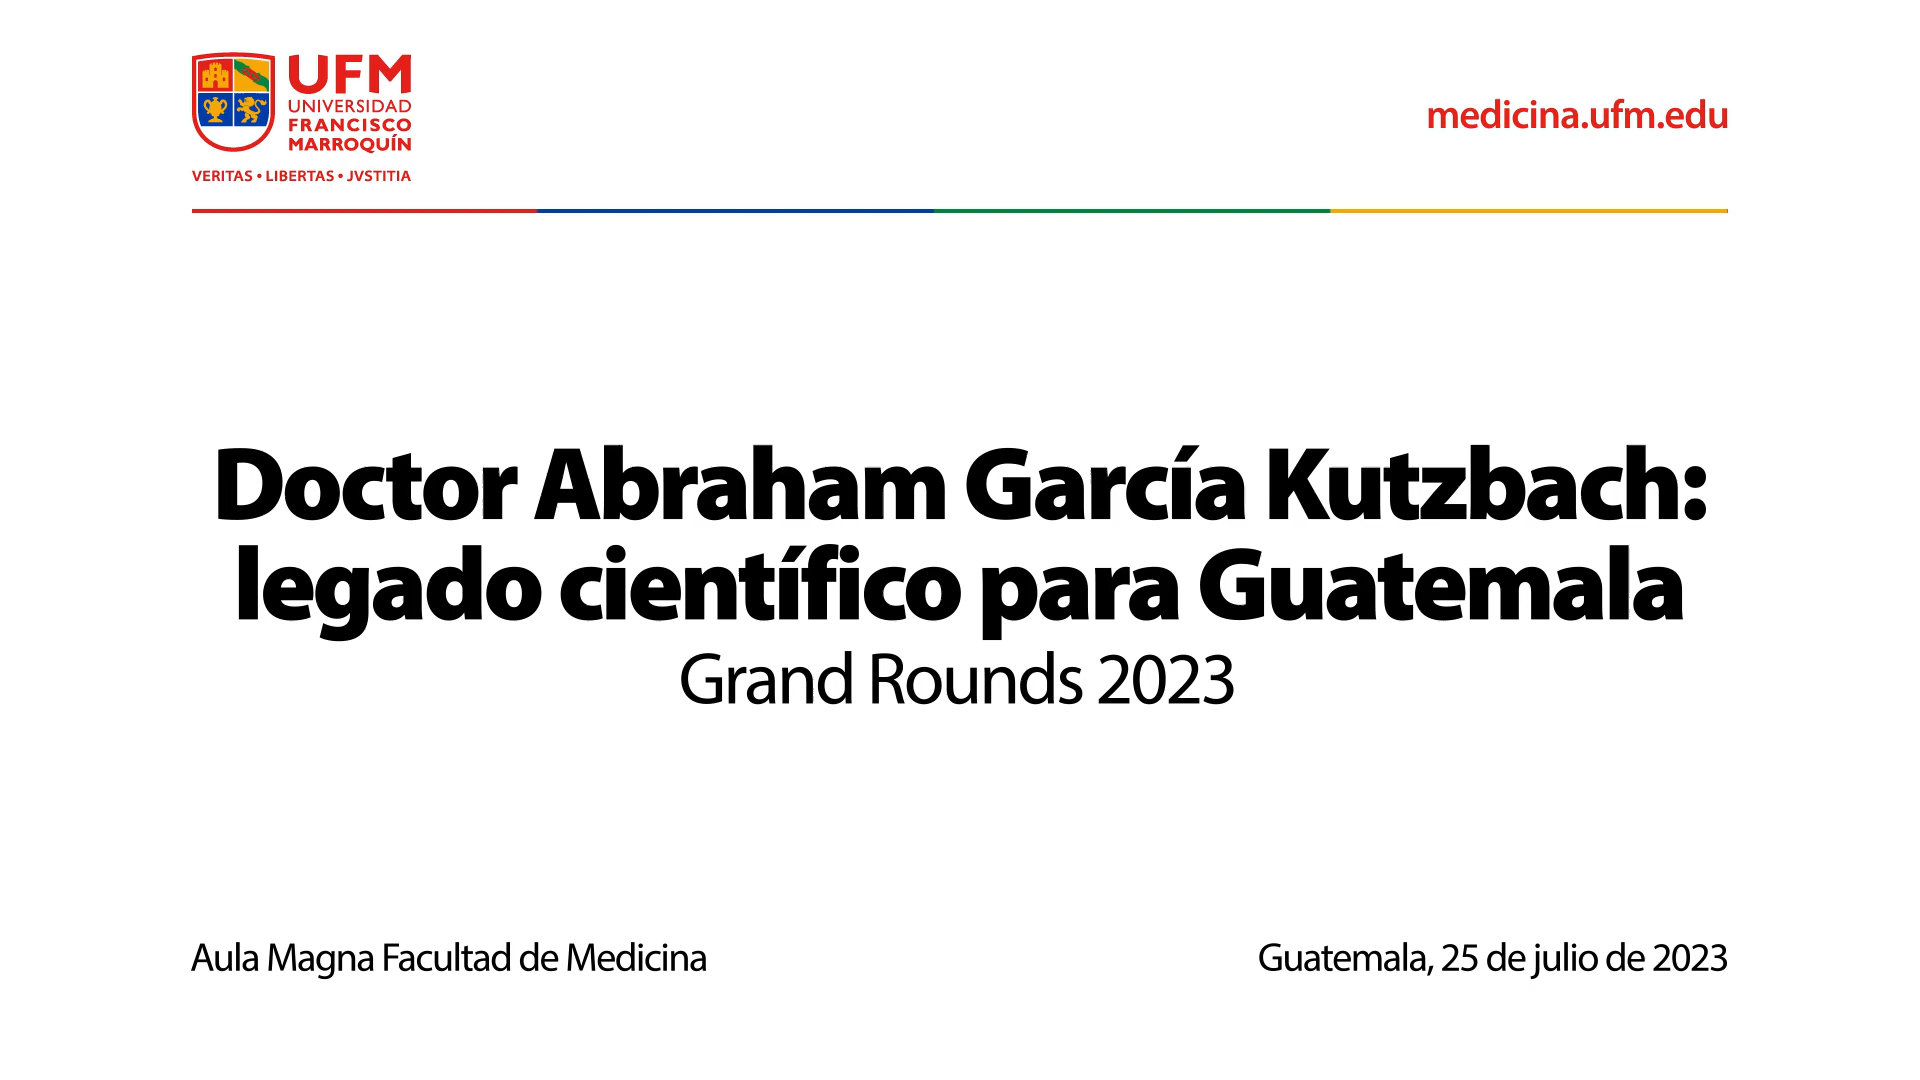 UFM
UNIVERSIDAD
FRANCISCO
MARROQUÍN
VERITAS • LIBERTAS • JVSTITIA
medicina.ufm.edu
Doctor Abraham García Kutzbach:
legado científico para Guatemala
Grand Rounds 2023
Aula Magna Facultad de Medicina
Guatemala, 25 de julio de 2023